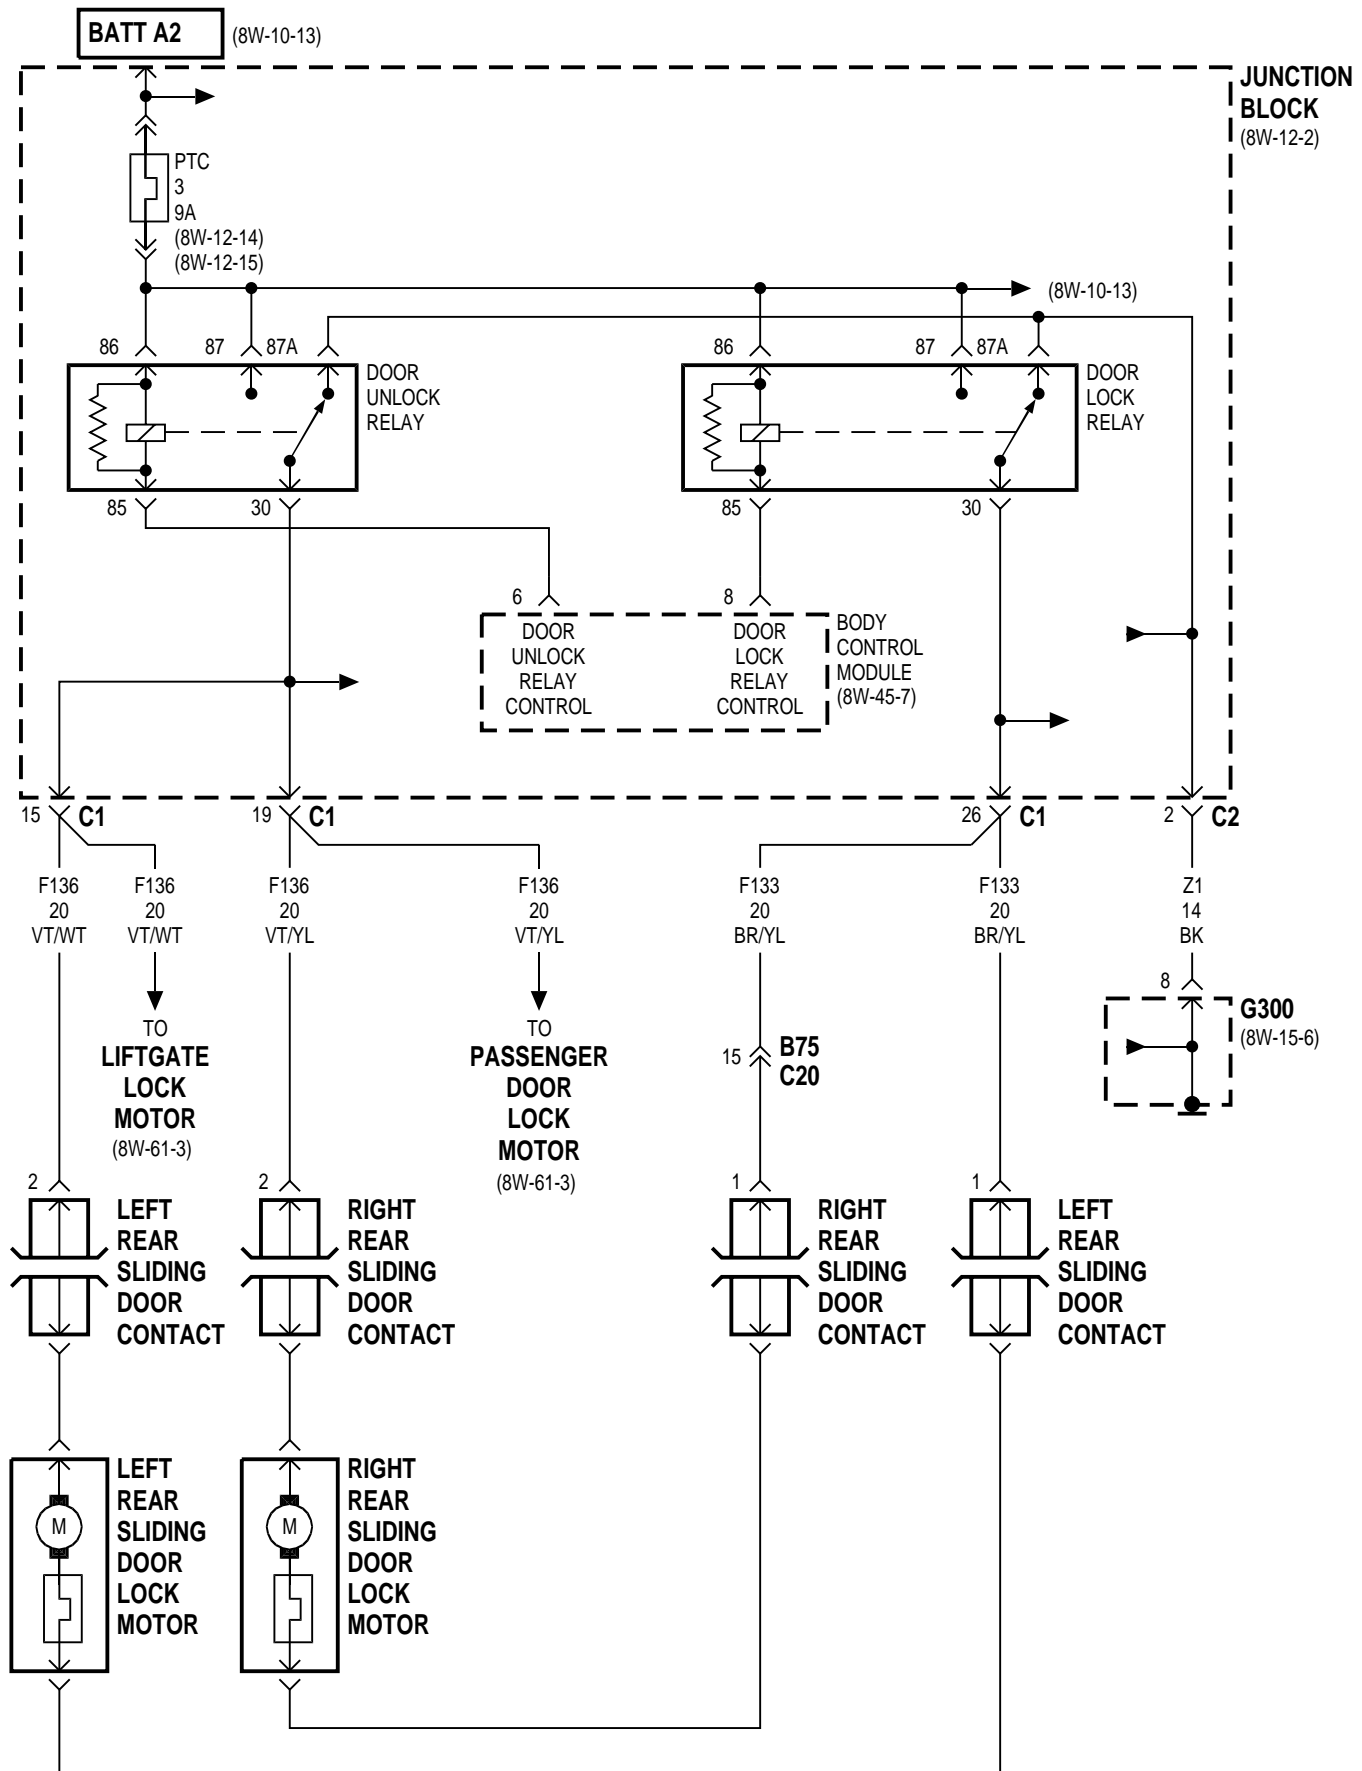 BATT A2
(8W-10-13)
JUNCTION
BLOCK
(8W-12-2)
PTC
3
9A
(8W-12-14)
(8W-12-15)
(8W-10-13)
86
87
87A
DOOR
UNLOCK
RELAY
86
87
87A
DOOR
LOCK
RELAY
85
30
85
30
6
DOOR
UNLOCK
RELAY
CONTROL
8
DOOR
LOCK
RELAY
CONTROL
BODY
CONTROL
MODULE
(8W-45-7)
15
C1
19
C1
26
C1
2
C2
F136
20
VT/WT
F136
20
VT/WT
F136
20
VT/YL
F136
20
VT/YL
F133
20
BR/YL
F133
20
BR/YL
Z1
14
BK
TO
LIFTGATE
LOCK
MOTOR
(8W-61-3)
TO
PASSENGER
DOOR
LOCK
MOTOR
(8W-61-3)
15
B75
C20
8
G300
(8W-15-6)
2
LEFT
REAR
SLIDING
DOOR
CONTACT
2
RIGHT
REAR
SLIDING
DOOR
CONTACT
1
RIGHT
REAR
SLIDING
DOOR
CONTACT
1
LEFT
REAR
SLIDING
DOOR
CONTACT
M
LEFT
REAR
SLIDING
DOOR
LOCK
MOTOR
M
RIGHT
REAR
SLIDING
DOOR
LOCK
MOTOR